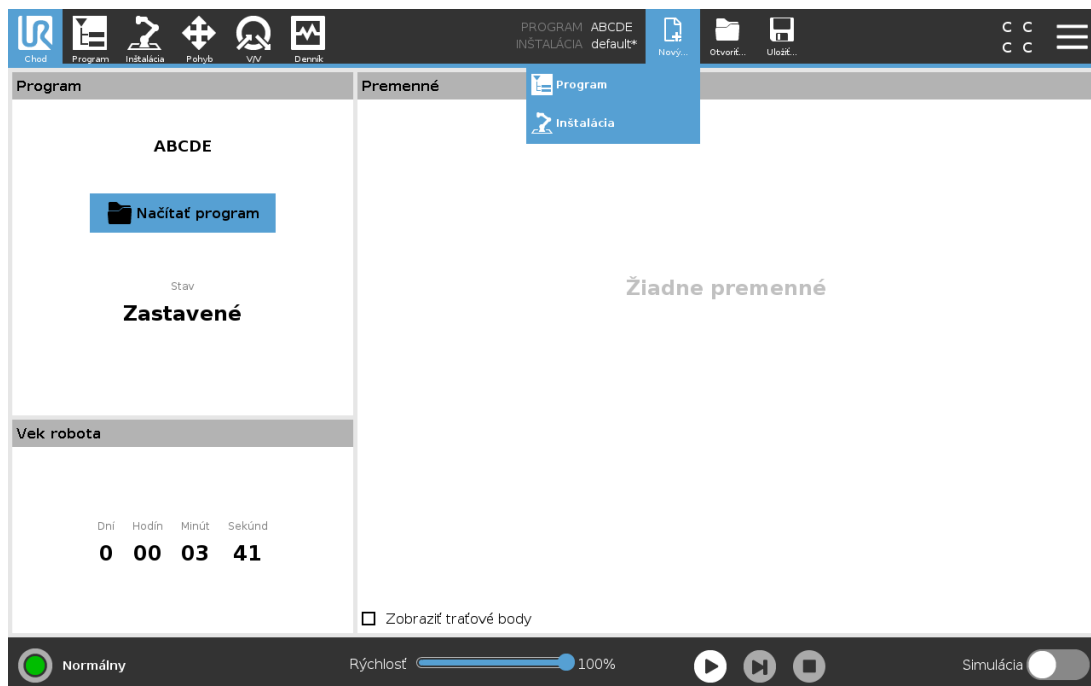 UR
Chod
Program
Inštalácia
Pohyb
V/V
Denník
PROGRAM ABCDE
INŠTALÁCIA default*
Nový...
Otvoriť...
Uložiť...
C C
C C
Program
Inštalácia
Program
ABCDE
Načítať program
Stav
Zastavené
Premenné
Žiadne premenné
Vek robota
Dní Hodín Minút Sekúnd
0 00 03 41
Zobraziť traťové body
Normálny
Rýchlosť 100%
Simulácia